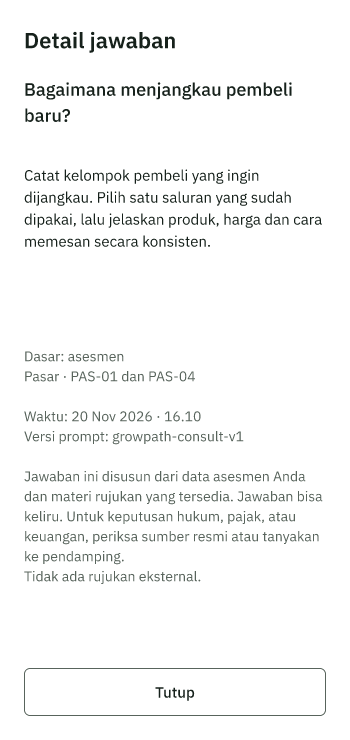 Detail jawaban
Bagaimana menjangkau pembeli
baru?
Catat kelompok pembeli yang ingin
dijangkau. Pilih satu saluran yang sudah
dipakai, lalu jelaskan produk, harga dan cara
memesan secara konsisten.
Dasar: asesmen
Pasar · PAS-01 dan PAS-04
Waktu: 20 Nov 2026 · 16.10
Versi prompt: growpath-consult-v1
Jawaban ini disusun dari data asesmen Anda
dan materi rujukan yang tersedia. Jawaban bisa
keliru. Untuk keputusan hukum, pajak, atau
keuangan, periksa sumber resmi atau tanyakan
ke pendamping.
Tidak ada rujukan eksternal.
Tutup